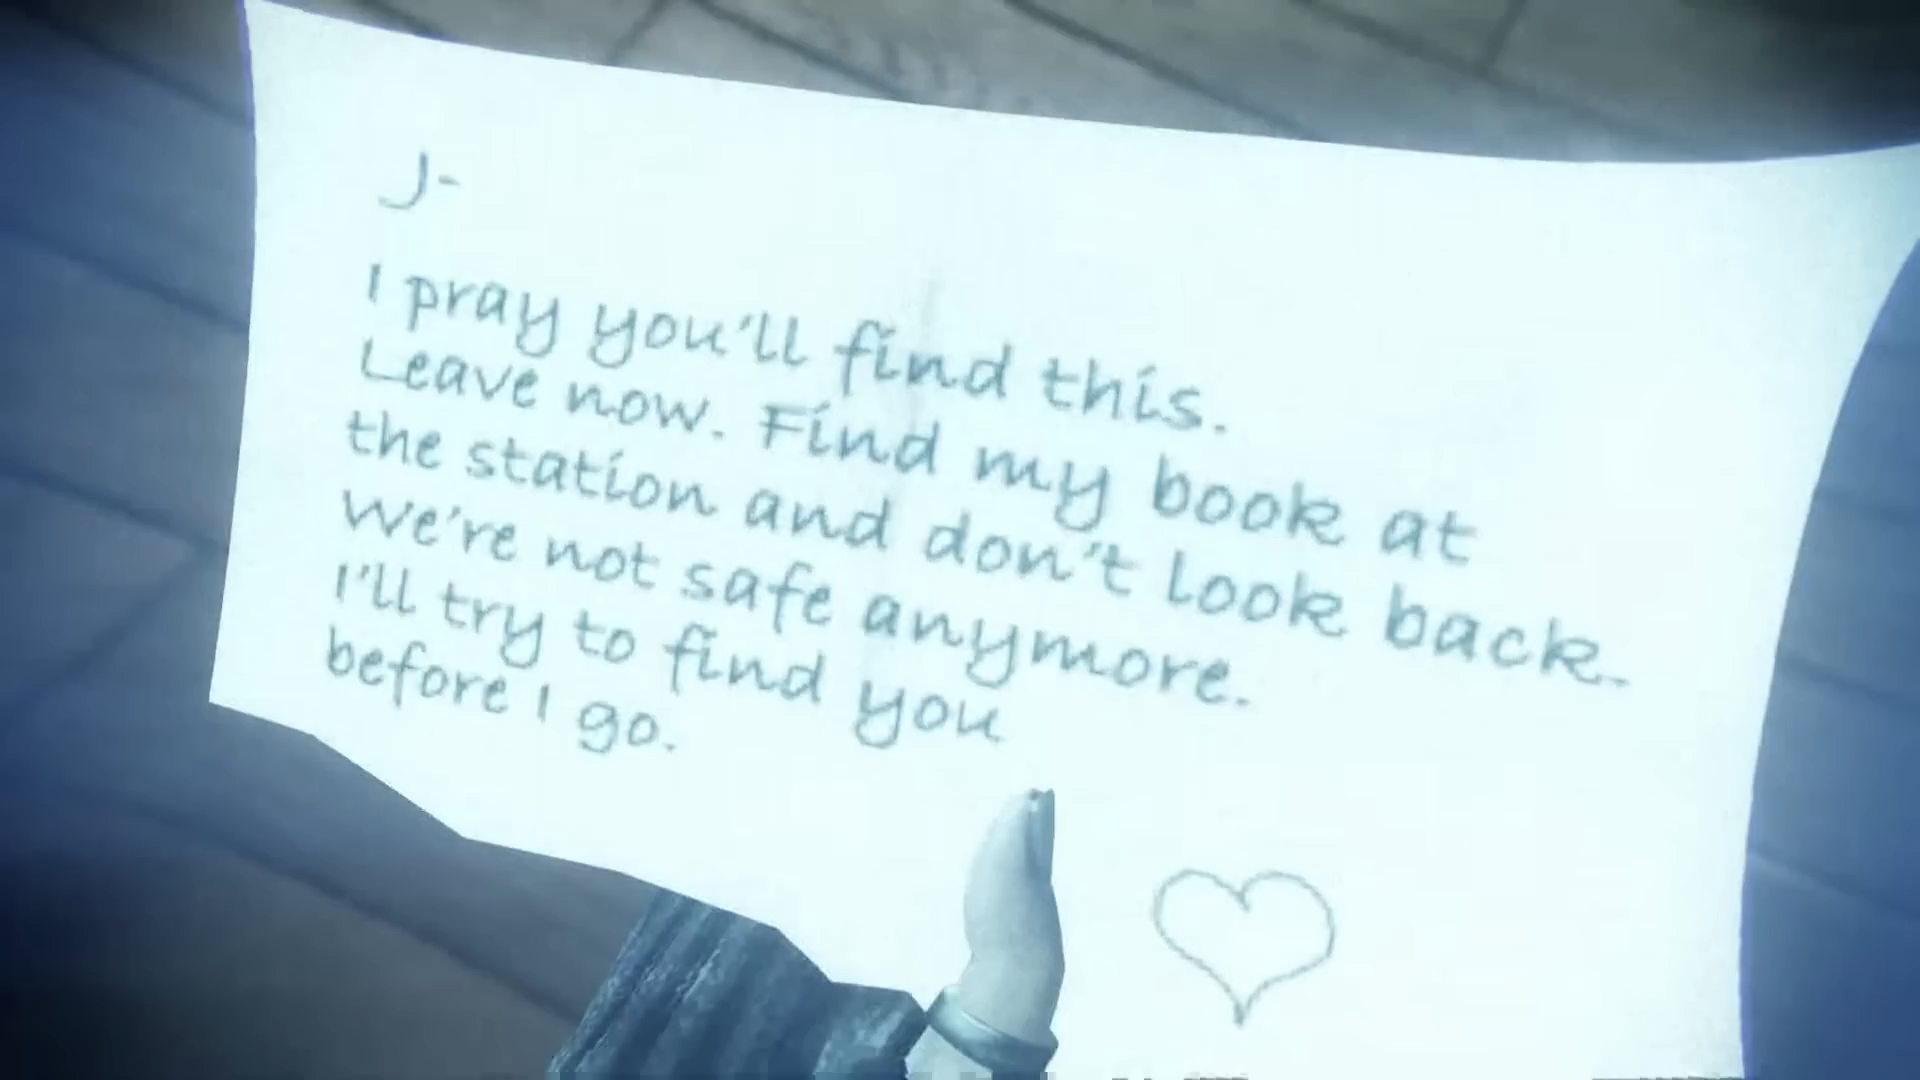 J-
I pray you'll find this.
Leave now. Find my book at
the station and don't look back.
We're not safe anymore.
I'll try to find you
before I go.